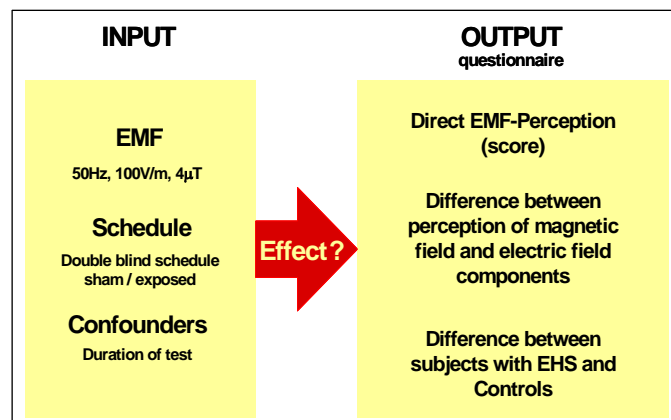 INPUT
EMF
50Hz, 100V/m, 4µT
Schedule
Double blind schedule
sham / exposed
Confounders
Duration of test
Effect?
OUTPUT
questionnaire
Direct EMF-Perception
(score)
Difference between
perception of magnetic
field and electric field
components
Difference between
subjects with EHS and
Controls